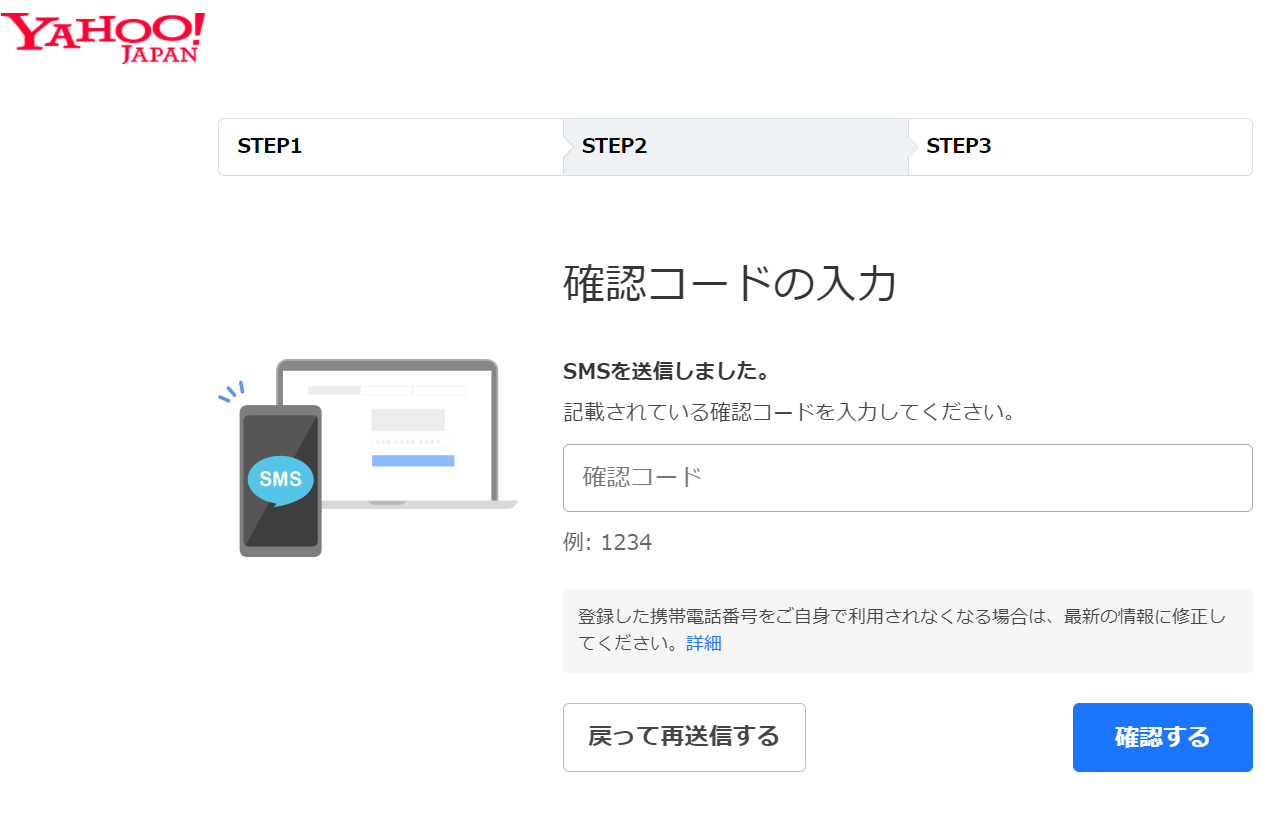 YAHOO!
JAPAN
STEP1
STEP2
STEP3
確認コードの入力
SMSを送信しました。
記載されている確認コードを入力してください。
SMS
確認コード
例: 1234
登録した携帯電話番号をご自身で利用されなくなる場合は、最新の情報に修正し
てください。詳細
戻って再送信する
確認する